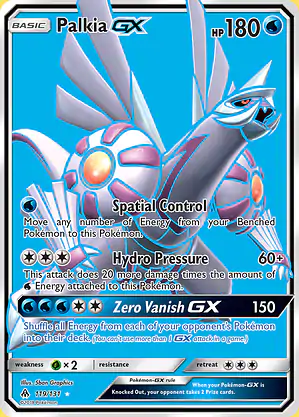 BASIC Palkia GX HP 180
Spatial Control
Move any number of Energy from your Benched
Pokémon to this Pokémon.
Hydro Pressure 60+
This attack does 20 more damage times the amount of
Energy attached to this Pokémon.
Zero Vanish GX 150
Shuffle all Energy from each of your opponent's Pokémon
into their deck. (You can't use more than 1 GX attack in a game.)
weakness ×2 resistance retreat
Illus. 5ban Graphics
119/131
Pokémon-GX rule
When your Pokémon-GX is Knocked Out, your opponent takes 2 Prize cards.